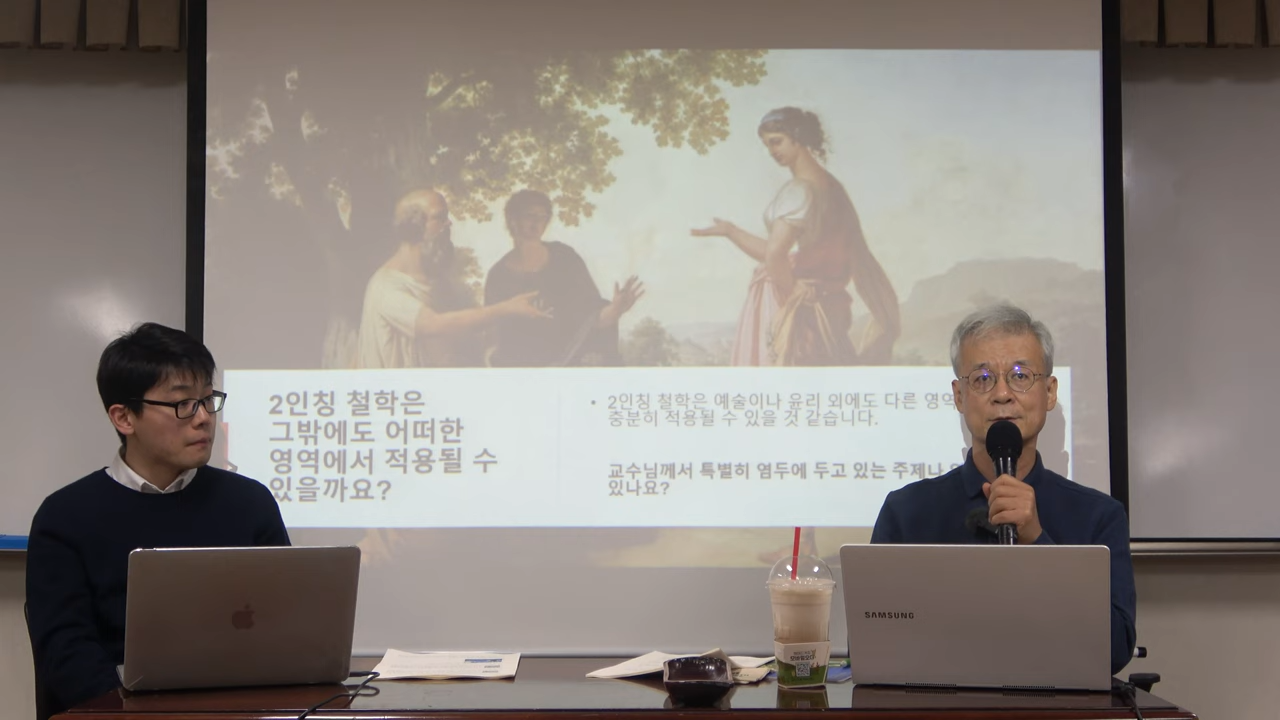 2인칭 철학은
그밖에도 어떠한
영역에서 적용될 수
있을까요?
• 2인칭 철학은 예술이나 윤리 외에도 다른 영역
충분히 적용될 수 있을 것 같습니다.
교수님께서 특별히 염두에 두고 있는 주제나
있나요?
SAMSUNG